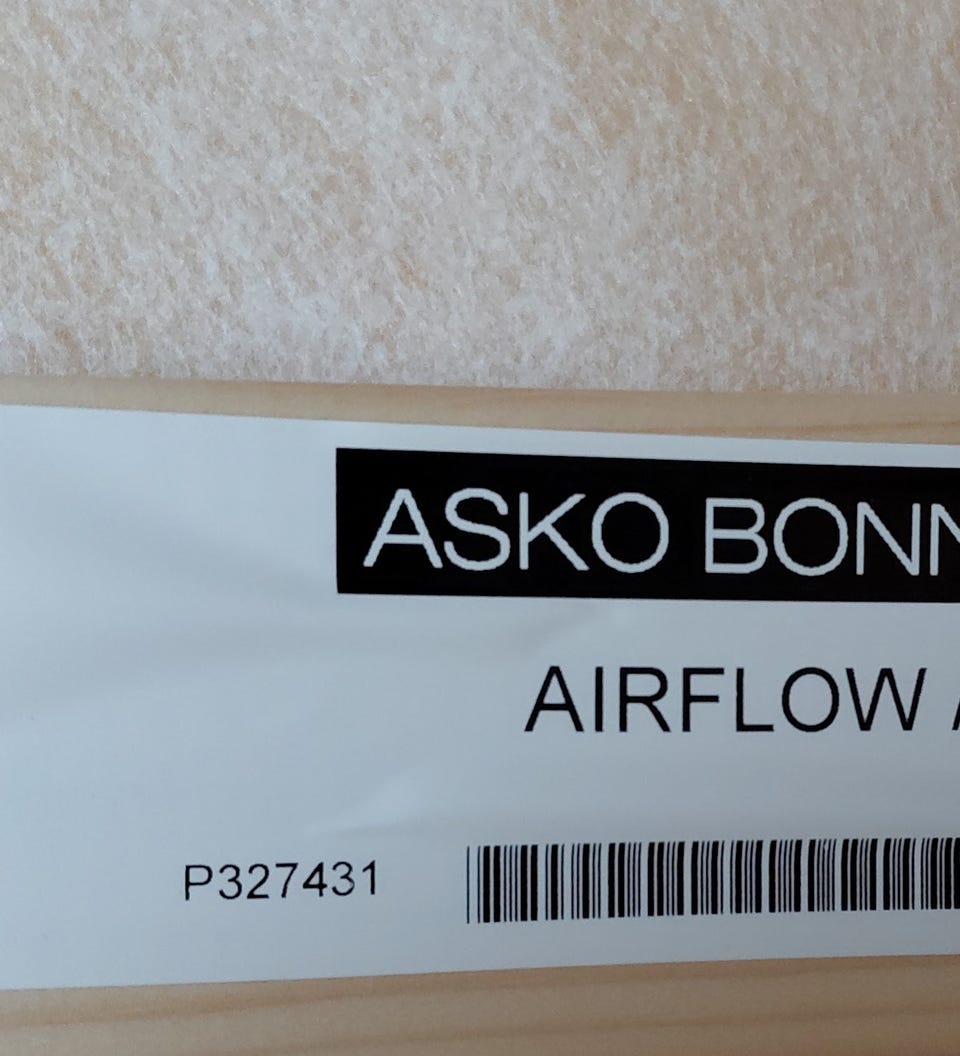 ASKO BONN
AIRFLOW
P327431